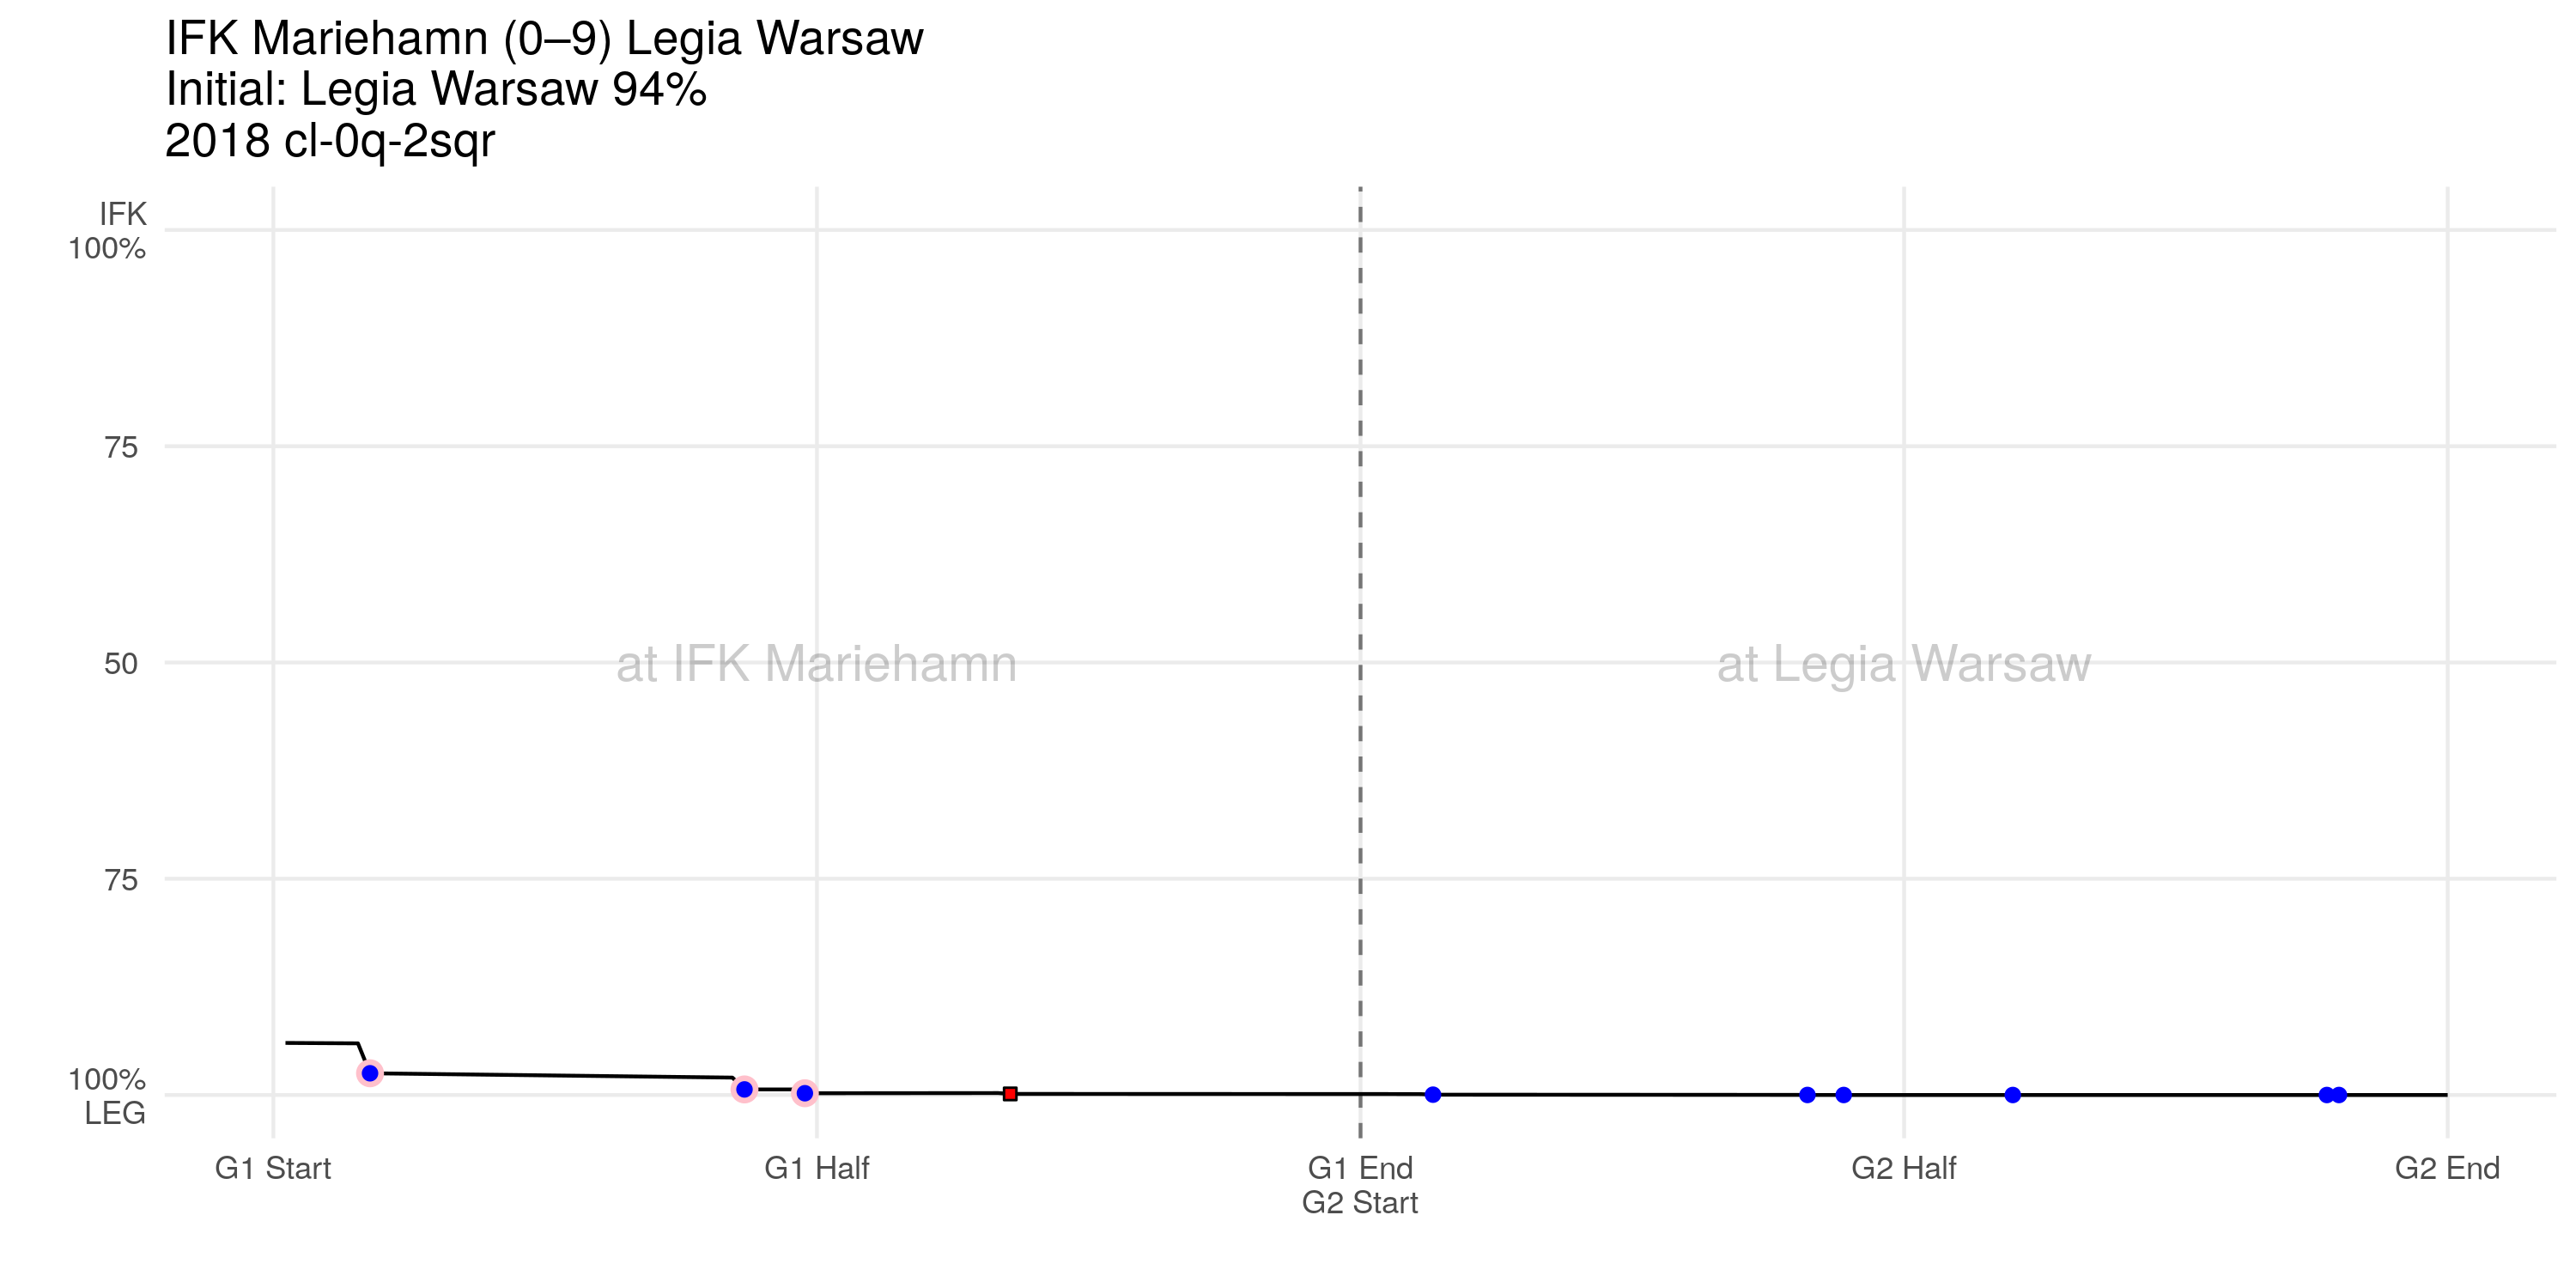 IFK Mariehamn (0–9) Legia Warsaw
Initial: Legia Warsaw 94%
2018 cl-0q-2sqr
IFK
100%
75
50
75
100%
LEG
at IFK Mariehamn
at Legia Warsaw
G1 Start
G1 Half
G1 End
G2 Start
G2 Half
G2 End